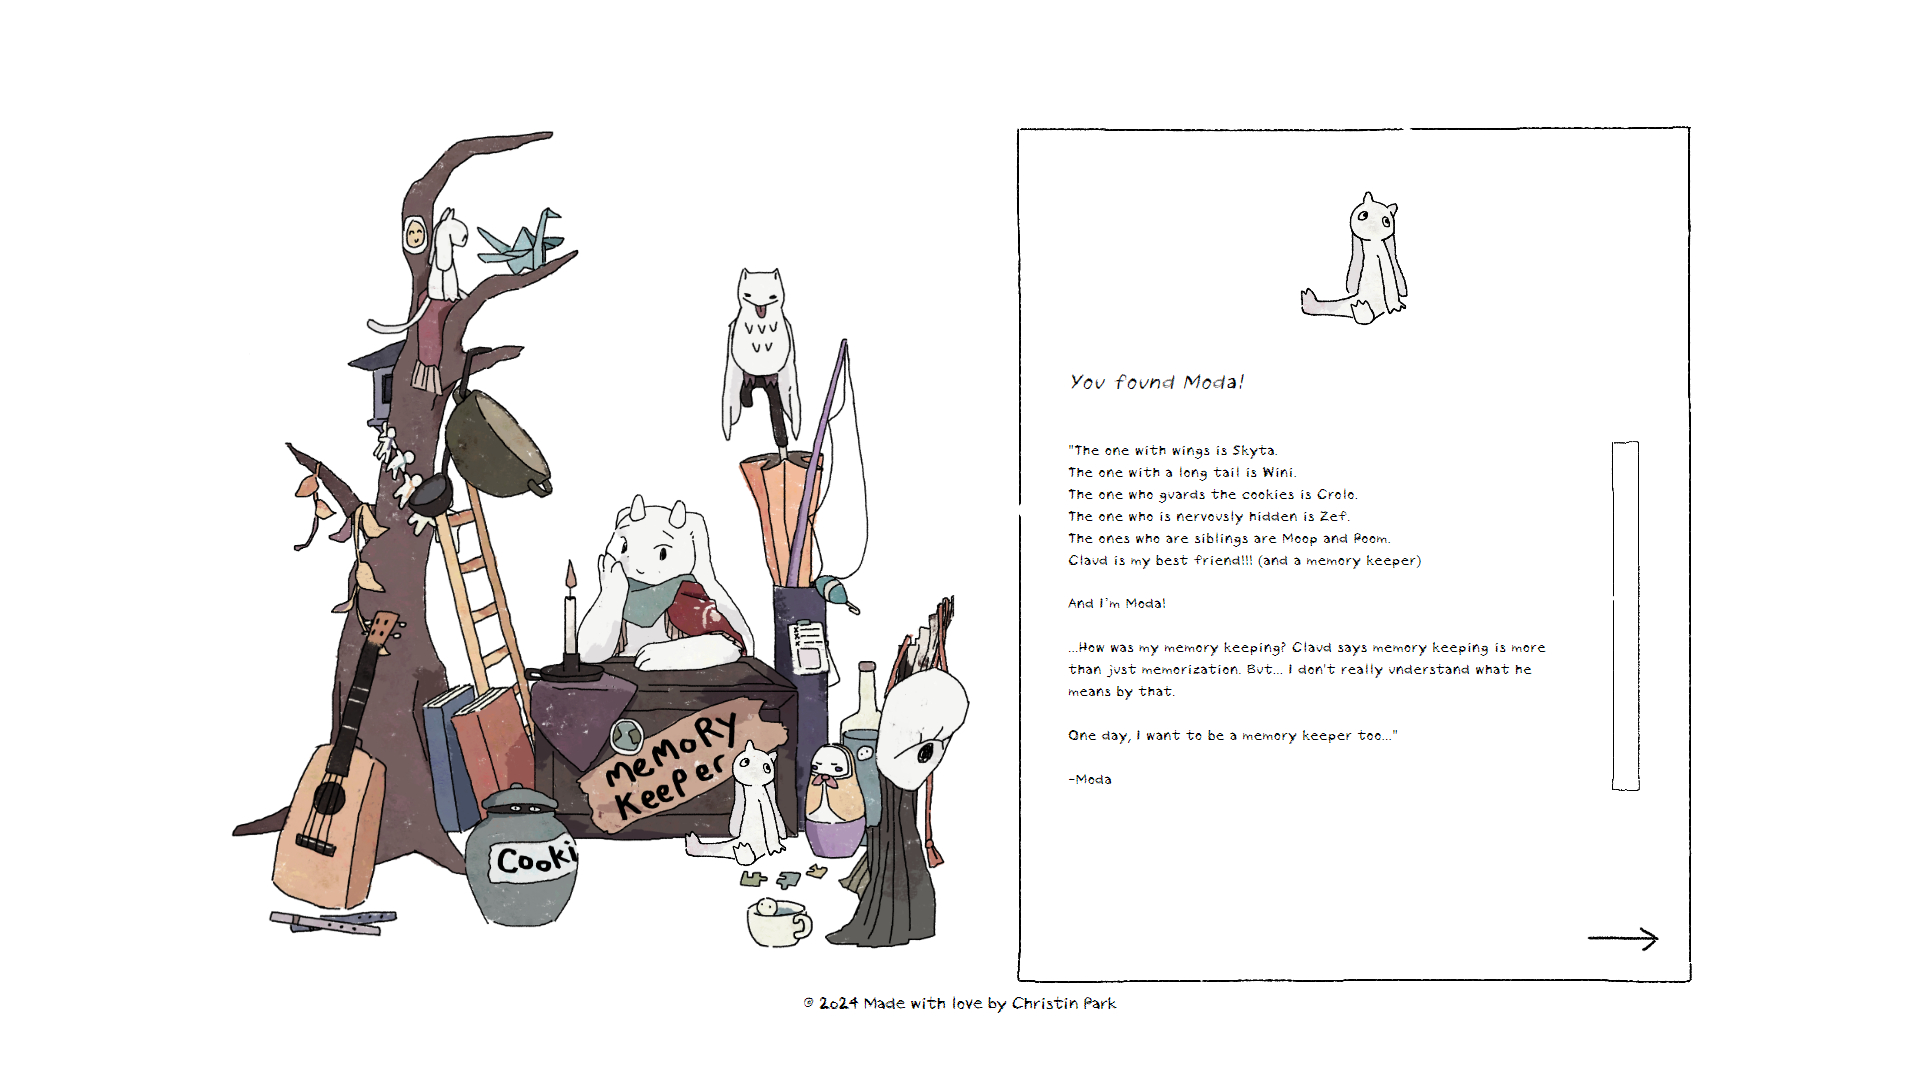 MeMoRY
KeePer
Cooki
You found Moda!
"The one with wings is Skyta.
The one with a long tail is Wini.
The one who guards the cookies is Crolo.
The one who is nervously hidden is Zef.
The ones who are siblings are Moop and Poom.
Claud is my best friend!!! (and a memory keeper)
And I'm Moda!
...How was my memory keeping? Claud says memory keeping is more
than just memorization. But... I don't really understand what he
means by that.
One day, I want to be a memory keeper too..."
-Moda
© 2024 Made with love by Christin Park